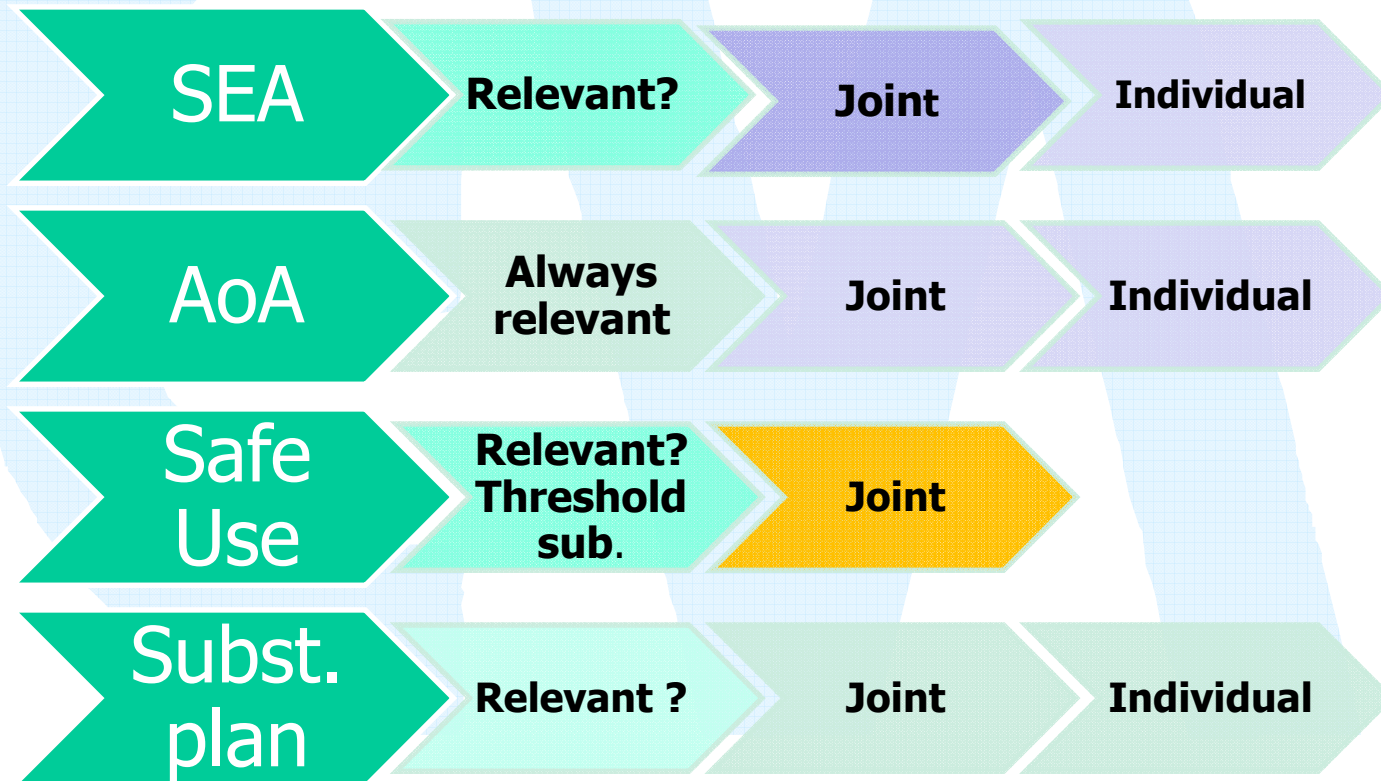 SEA
Relevant?
Joint
Individual
AoA
Always
relevant
Joint
Individual
Safe
Use
Relevant?
Threshold
sub.
Joint
Subst.
plan
Relevant ?
Joint
Individual